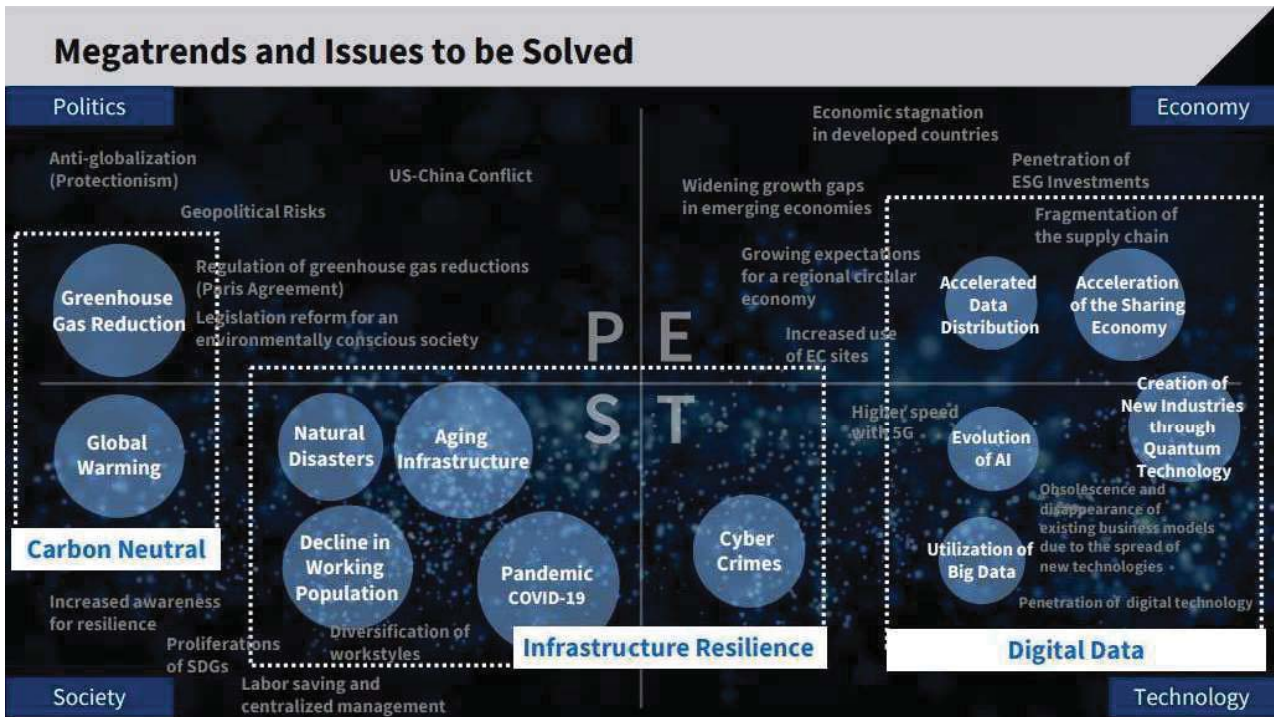 Megatrends and Issues to be Solved
Politics
Economy
Anti-globalization
(Protectionism)
US-China Conflict
Geopolitical Risks
Regulation of greenhouse gas reductions
(Paris Agreement)
Legislation reform for an
environmentally conscious society
Greenhouse
Gas Reduction
Economic stagnation
in developed countries
Penetration of
ESG Investments
Widening growth gaps
in emerging economies
Fragmentation of
the supply chain
Growing expectations
for a regional circular
economy
Increased use
of EC sites
Accelerated
Data
Distribution
Acceleration
of the Sharing
Economy
P E
S T
Global
Warming
Carbon Neutral
Natural
Disasters
Aging
Infrastructure
Decline in
Working
Population
Pandemic
COVID-19
Cyber
Crimes
Infrastructure Resilience
Increased awareness
for resilience
Proliferations
of SDGs
Diversification of
workstyles
Labor saving and
centralized management
Higher speed
with 5G
Evolution
of AI
Creation of
New Industries
through
Quantum
Technology
Utilization of
Big Data
Obsolescence and
disappearance of
existing business models
due to the spread of
new technologies
Penetration of digital technology
Digital Data
Society
Technology